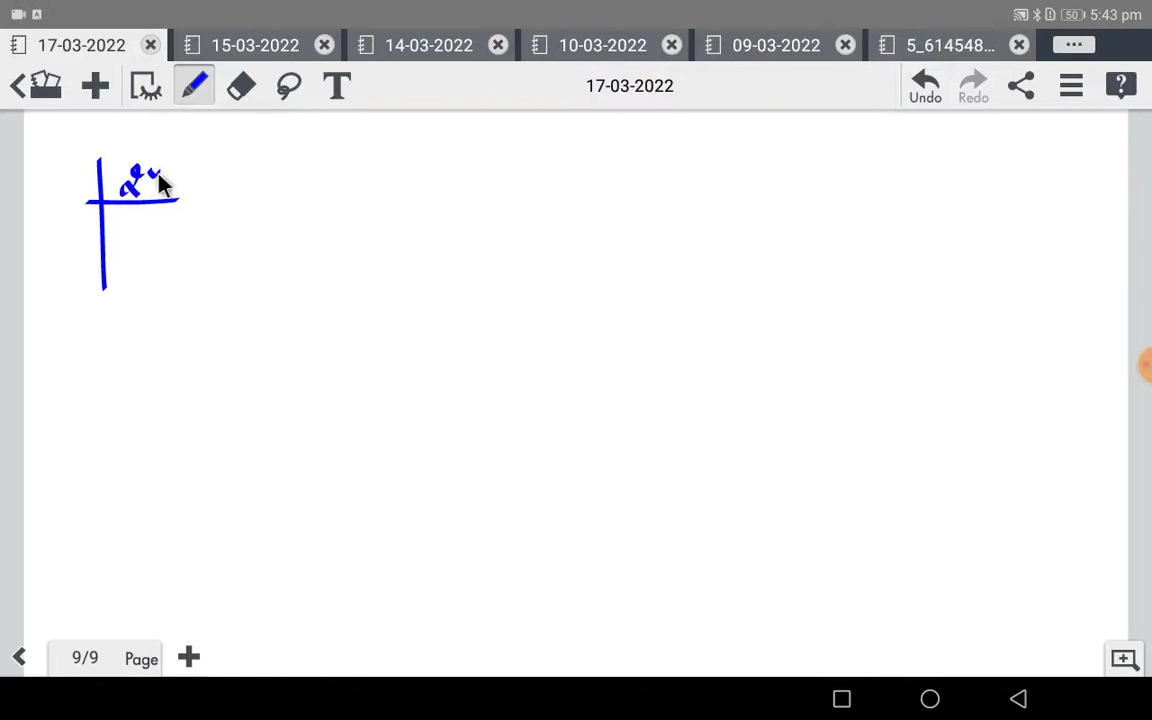 5:43 pm
50
17-03-2022
15-03-2022
14-03-2022
10-03-2022
09-03-2022
5_614548...
T
17-03-2022
Undo
Redo
?
9/9
Page